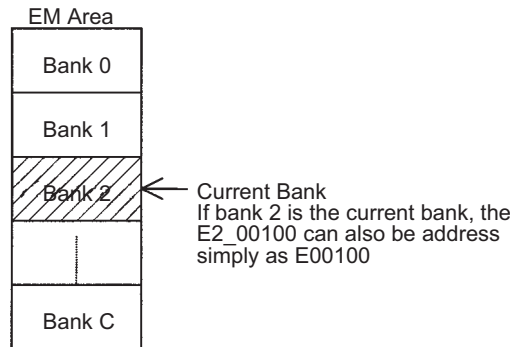 EM Area
Bank 0
Bank 1
Bank 2
Current Bank
If bank 2 is the current bank, the
E2_00100 can also be address
simply as E00100
Bank C